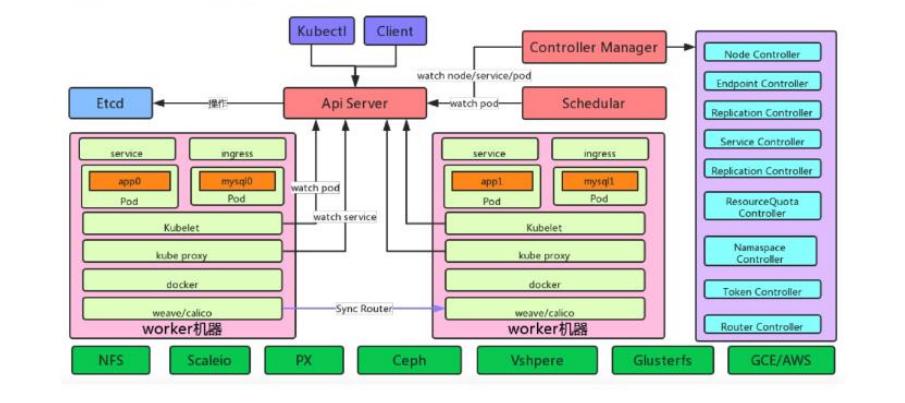 Kubectl
Client
Controller Manager
watch node/service/pod
Etcd
操作
Api Server
watch pod
Schedular
service
ingress
app0
mysql0
Pod
Pod
Kubelet
kube proxy
docker
weave/calico
worker机器
watch pod
watch service
Sync Router
service
ingress
app1
mysql1
Pod
Pod
Kubelet
kube proxy
docker
weave/calico
worker机器
Node Controller
Endpoint Controller
Replication Controller
Service Controller
Replication Controller
ResourceQuota
Controller
Namaspace
Controller
Token Controller
Router Controller
NFS
Scaleio
PX
Ceph
Vshpere
Glusterfs
GCE/AWS